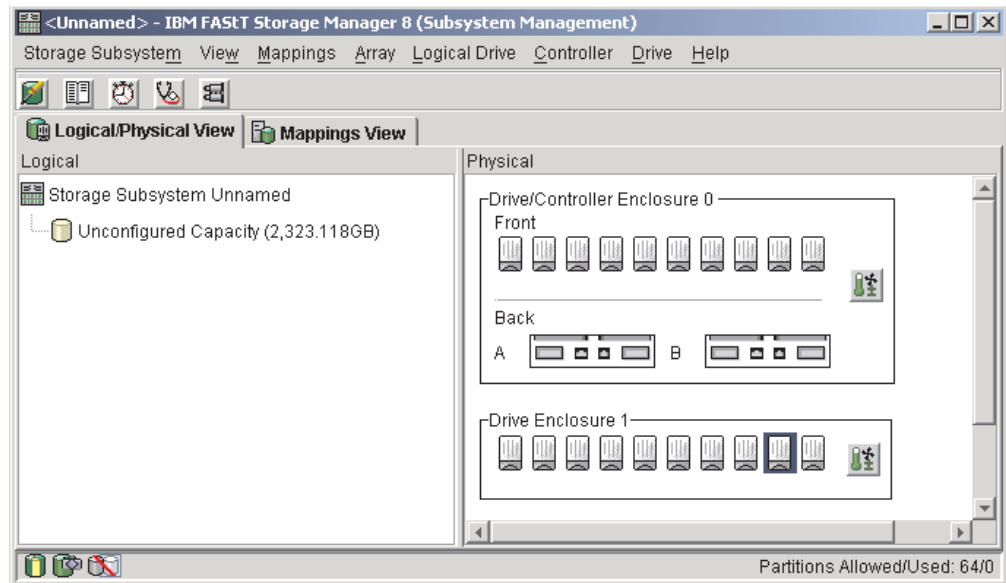 <Unnamed> - IBM FAStT Storage Manager 8 (Subsystem Management)
Storage Subsystem View Mappings Array Logical Drive Controller Drive Help
Logical/Physical View Mappings View
Logical
Storage Subsystem Unnamed
Unconfigured Capacity (2,323.118GB)
Physical
Drive/Controller Enclosure 0
Front
Back
A B
Drive Enclosure 1
Partitions Allowed/Used: 64/0